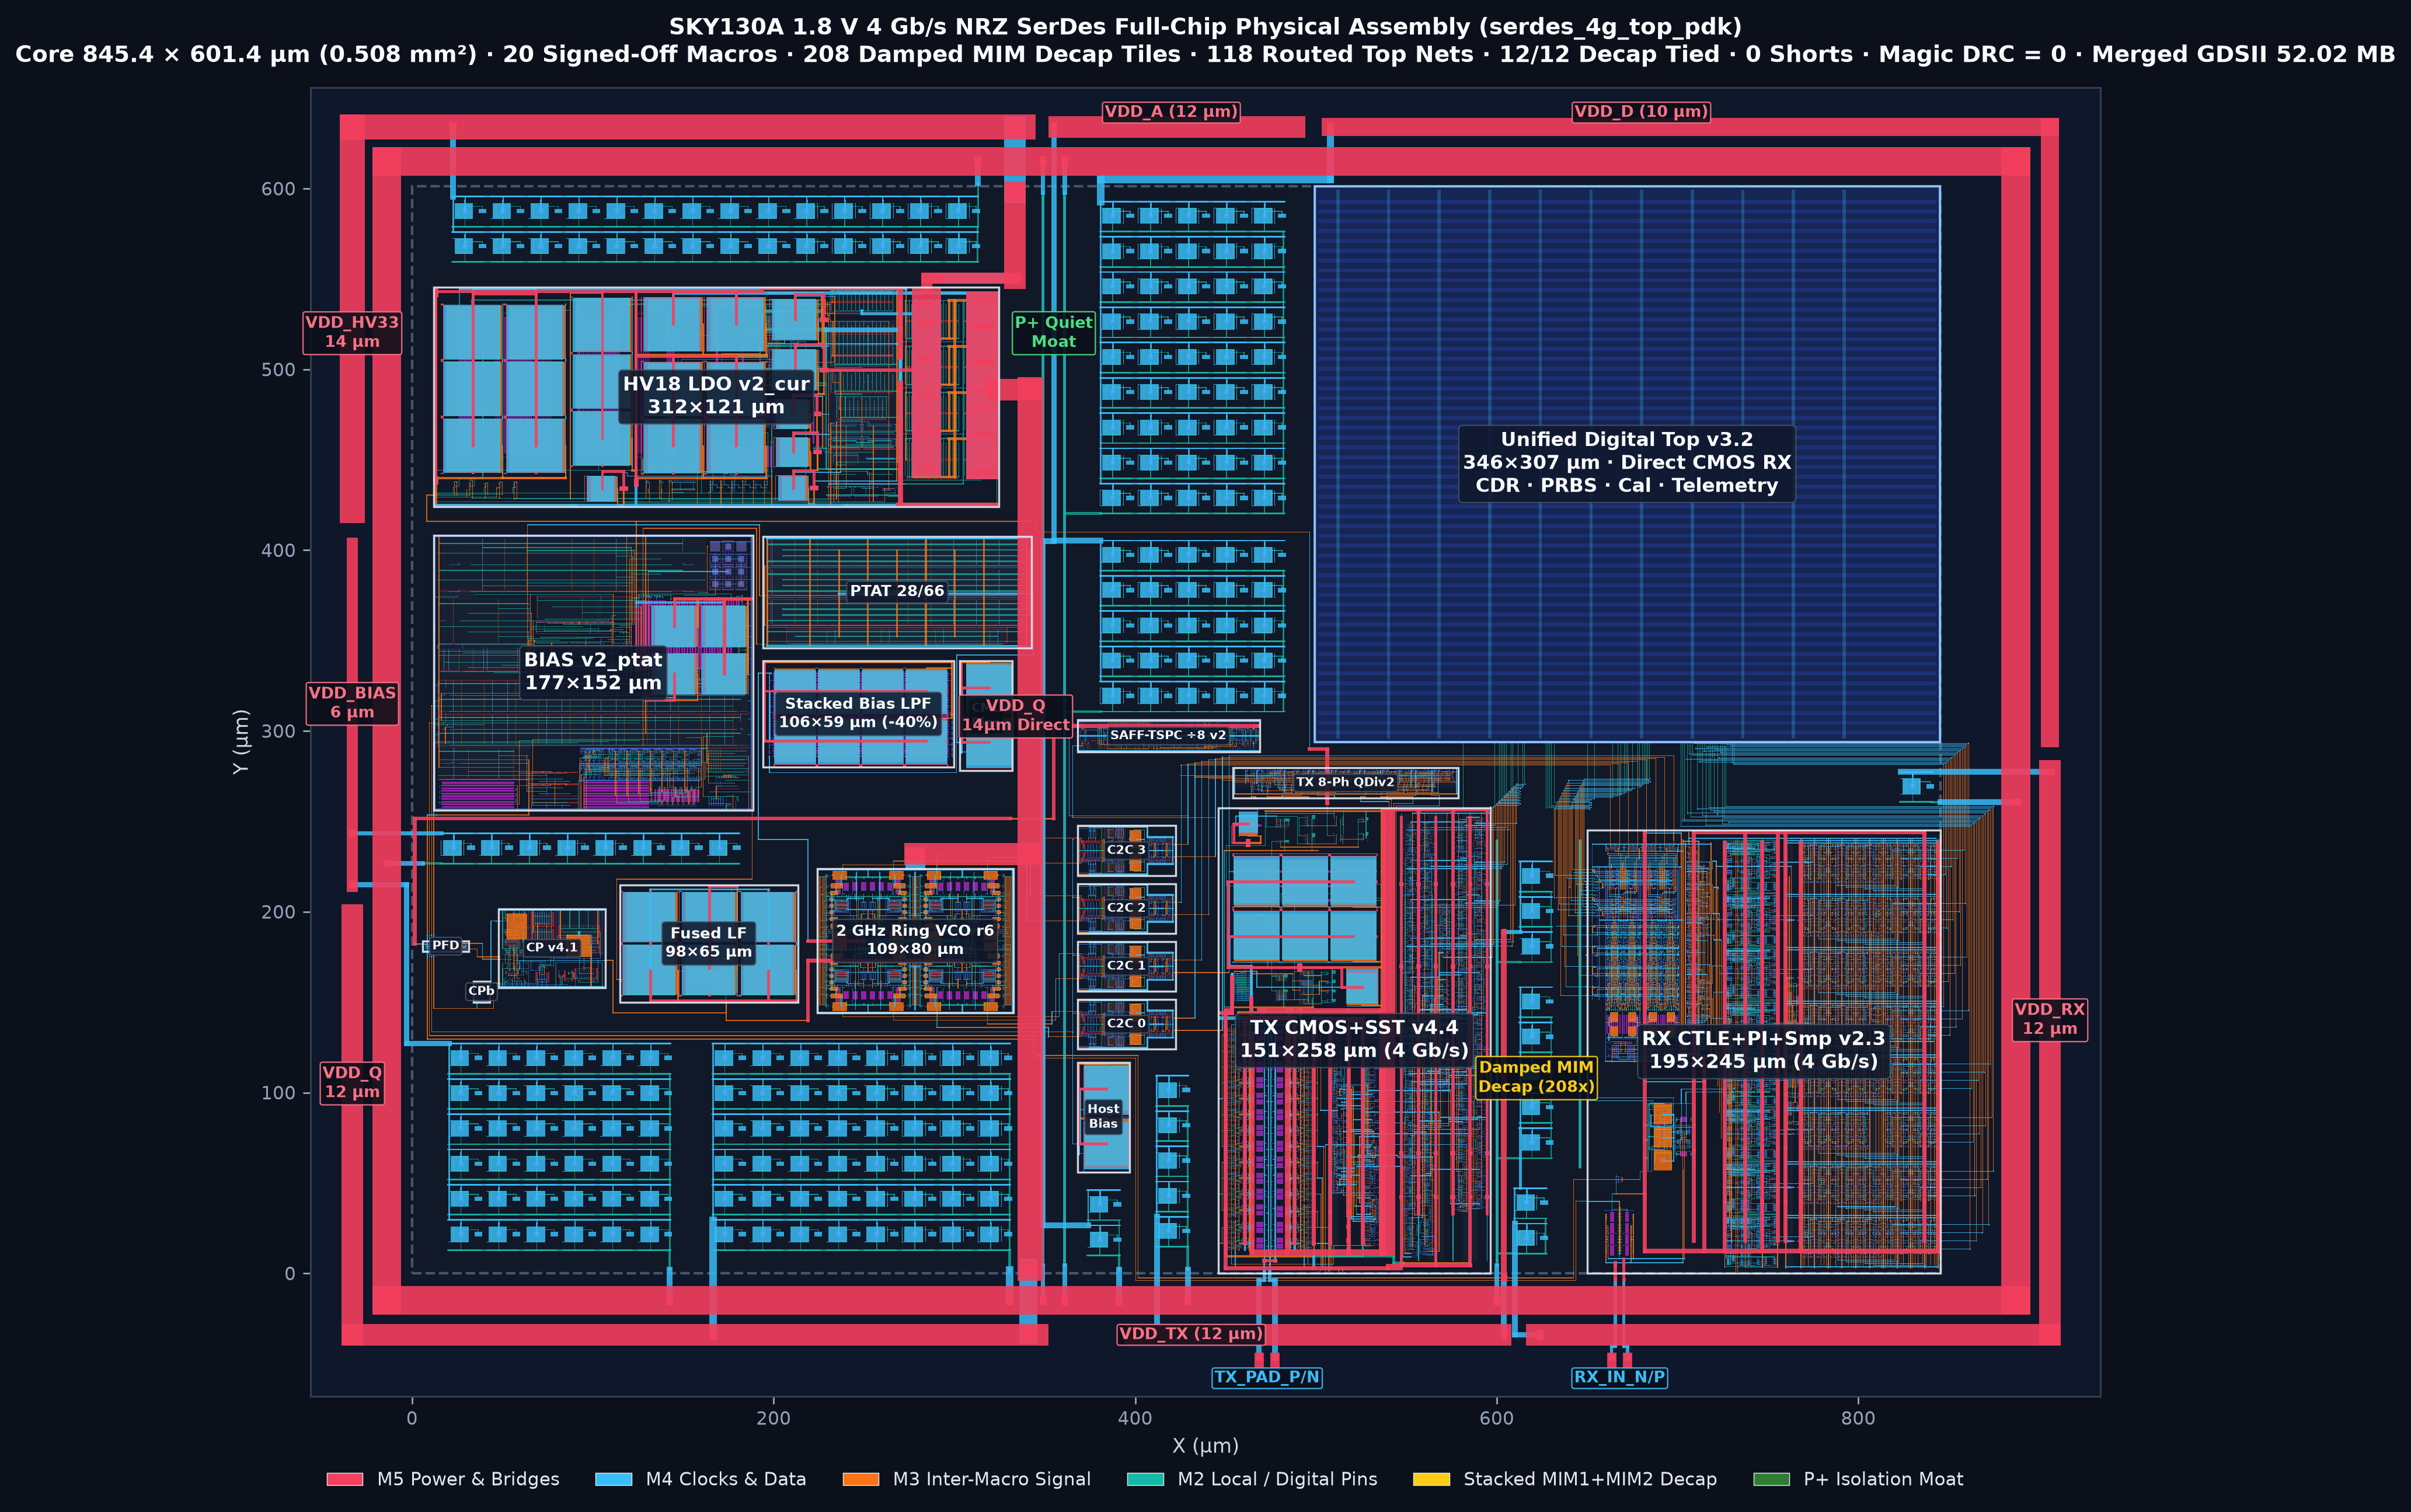 SKY130A 1.8 V 4 Gb/s NRZ SerDes Full-Chip Physical Assembly (serdes_4g_top_pdk)
Core 845.4 × 601.4 µm (0.508 mm²) · 20 Signed-Off Macros · 208 Damped MIM Decap Tiles · 118 Routed Top Nets · 12/12 Decap Tied · 0 Shorts · Magic DRC = 0 · Merged GDSII 52.02 MB
VDD_A (12 µm)
VDD_D (10 µm)
600
VDD_HV33
14 µm
P+ Quiet
Moat
500
HV18 LDO v2_cur
312×121 µm
Unified Digital Top v3.2
346×307 µm · Direct CMOS RX
CDR · PRBS · Cal · Telemetry
400
PTAT 28/66
BIAS v2_ptat
177×152 µm
VDD_BIAS
6 µm
Stacked Bias LPF
106×59 µm (-40%)
VDD_Q
14µm Direct
SAFF-TSPC ÷8 v2
300
Y (µm)
TX 8-Ph QDiv2
C2C 3
C2C 2
200
PFD
CP v4.1
Fused LF
98×65 µm
2 GHz Ring VCO r6
109×80 µm
C2C 1
CPb
C2C 0
TX CMOS+SST v4.4
151×258 µm (4 Gb/s)
RX CTLE+PI+Smp v2.3
195×245 µm (4 Gb/s)
VDD_RX
12 µm
Damped MIM
Decap (208x)
VDD_Q
12 µm
100
Host
Bias
0
VDD_TX (12 µm)
TX_PAD_P/N
RX_IN_N/P
0
200
400
600
800
X (µm)
M5 Power & Bridges
M4 Clocks & Data
M3 Inter-Macro Signal
M2 Local / Digital Pins
Stacked MIM1+MIM2 Decap
P+ Isolation Moat